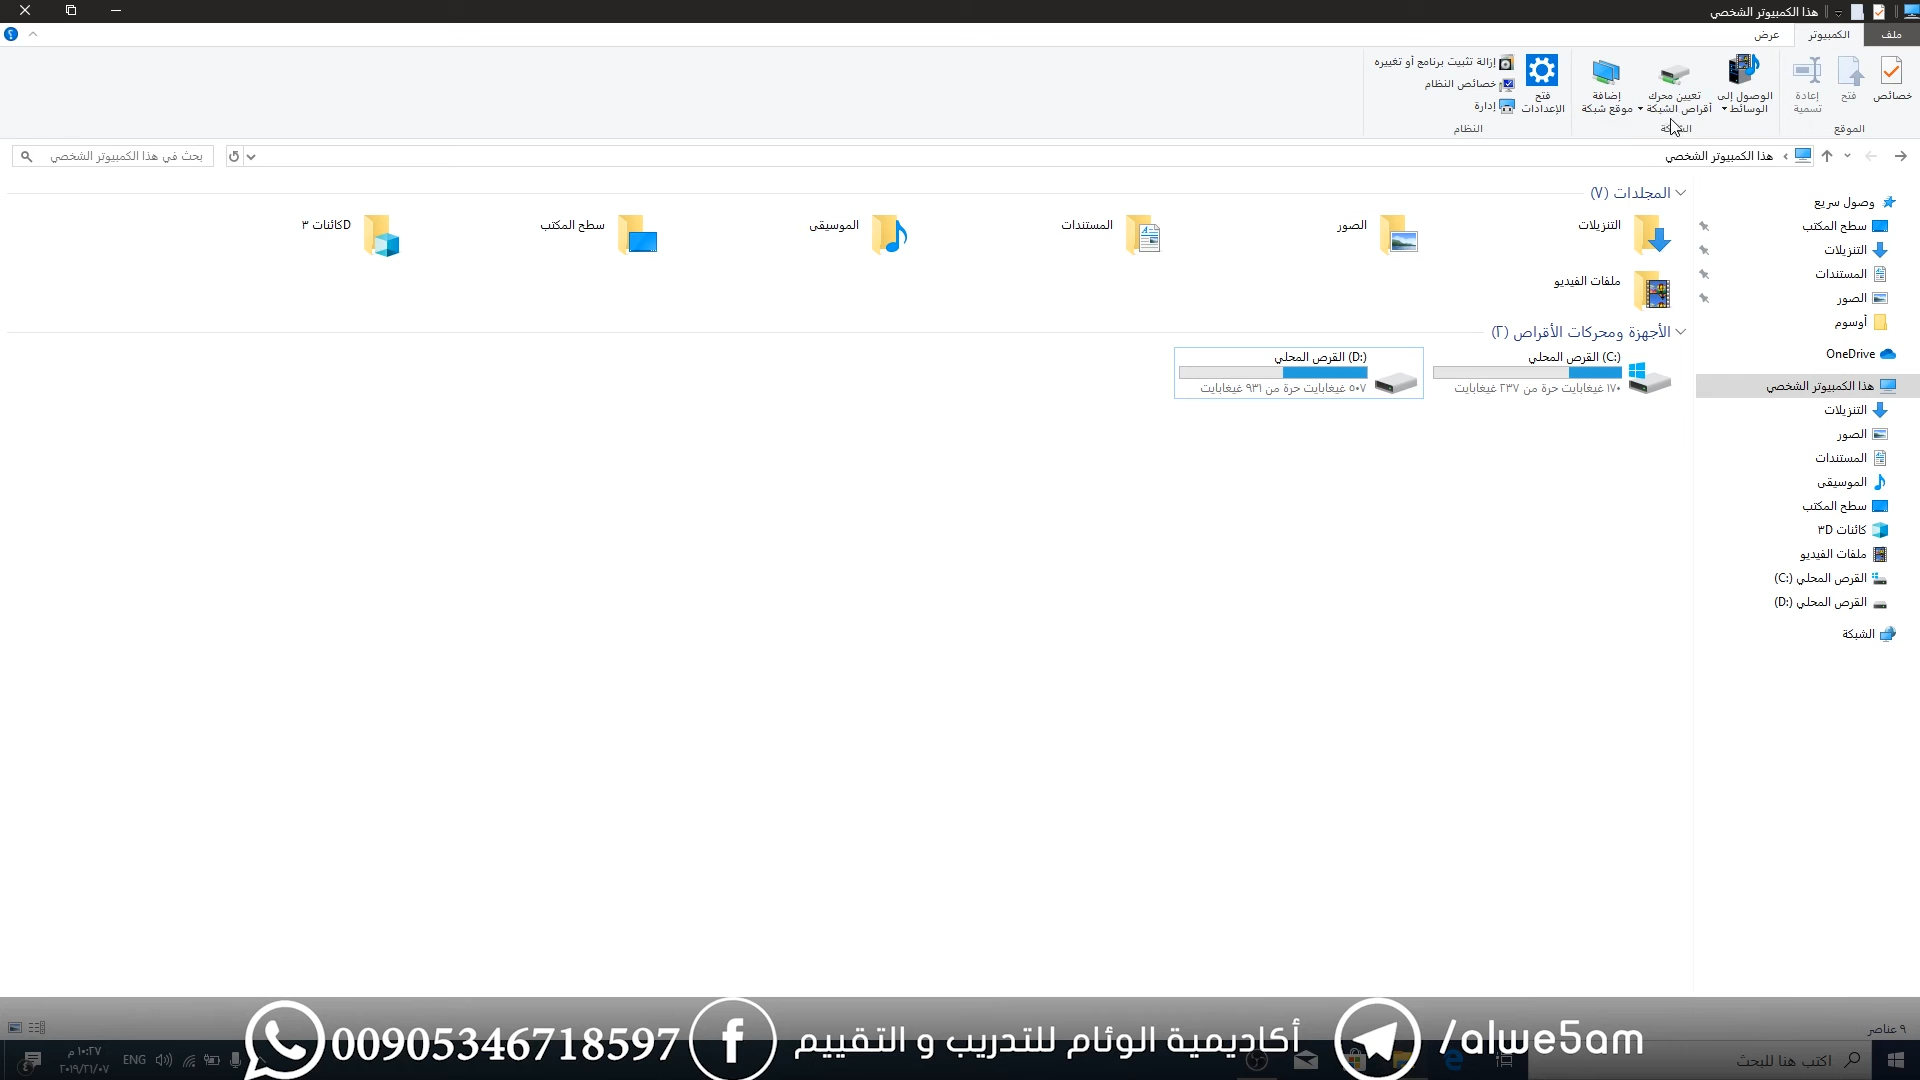 هذا الكمبيوتر الشخصي
ملف
الكمبيوتر
عرض
خصائص
فتح
إعادة تسمية
الموقع
الوصول إلى الوسائط
تعيين محرك أقراص الشبكة
إضافة موقع شبكة
فتح الإعدادات
إزالة تثبيت برنامج أو تغييره
خصائص النظام
إدارة
النظام
هذا الكمبيوتر الشخصي
بحث في هذا الكمبيوتر الشخصي
وصول سريع
سطح المكتب
التنزيلات
المستندات
الصور
أوسوم
OneDrive
هذا الكمبيوتر الشخصي
التنزيلات
الصور
المستندات
الموسيقى
سطح المكتب
كائنات ٣D
ملفات الفيديو
القرص المحلي (C:)
القرص المحلي (D:)
الشبكة
المجلدات (٧)
التنزيلات
الصور
المستندات
الموسيقى
سطح المكتب
Dكائنات ٣
ملفات الفيديو
الأجهزة ومحركات الأقراص (٢)
(C:) القرص المحلي
١٧٠ غيغابايت حرة من ٢٣٧ غيغابايت
(D:) القرص المحلي
٥٠٧ غيغابايت حرة من ٩٣١ غيغابايت
٩ عناصر
/alwe5am
أكاديمية الوئام للتدريب و التقييم
00905346718597
اكتب هنا للبحث
ENG
١٠:٢٧ م
٢٠١٩/٢١/٠٧